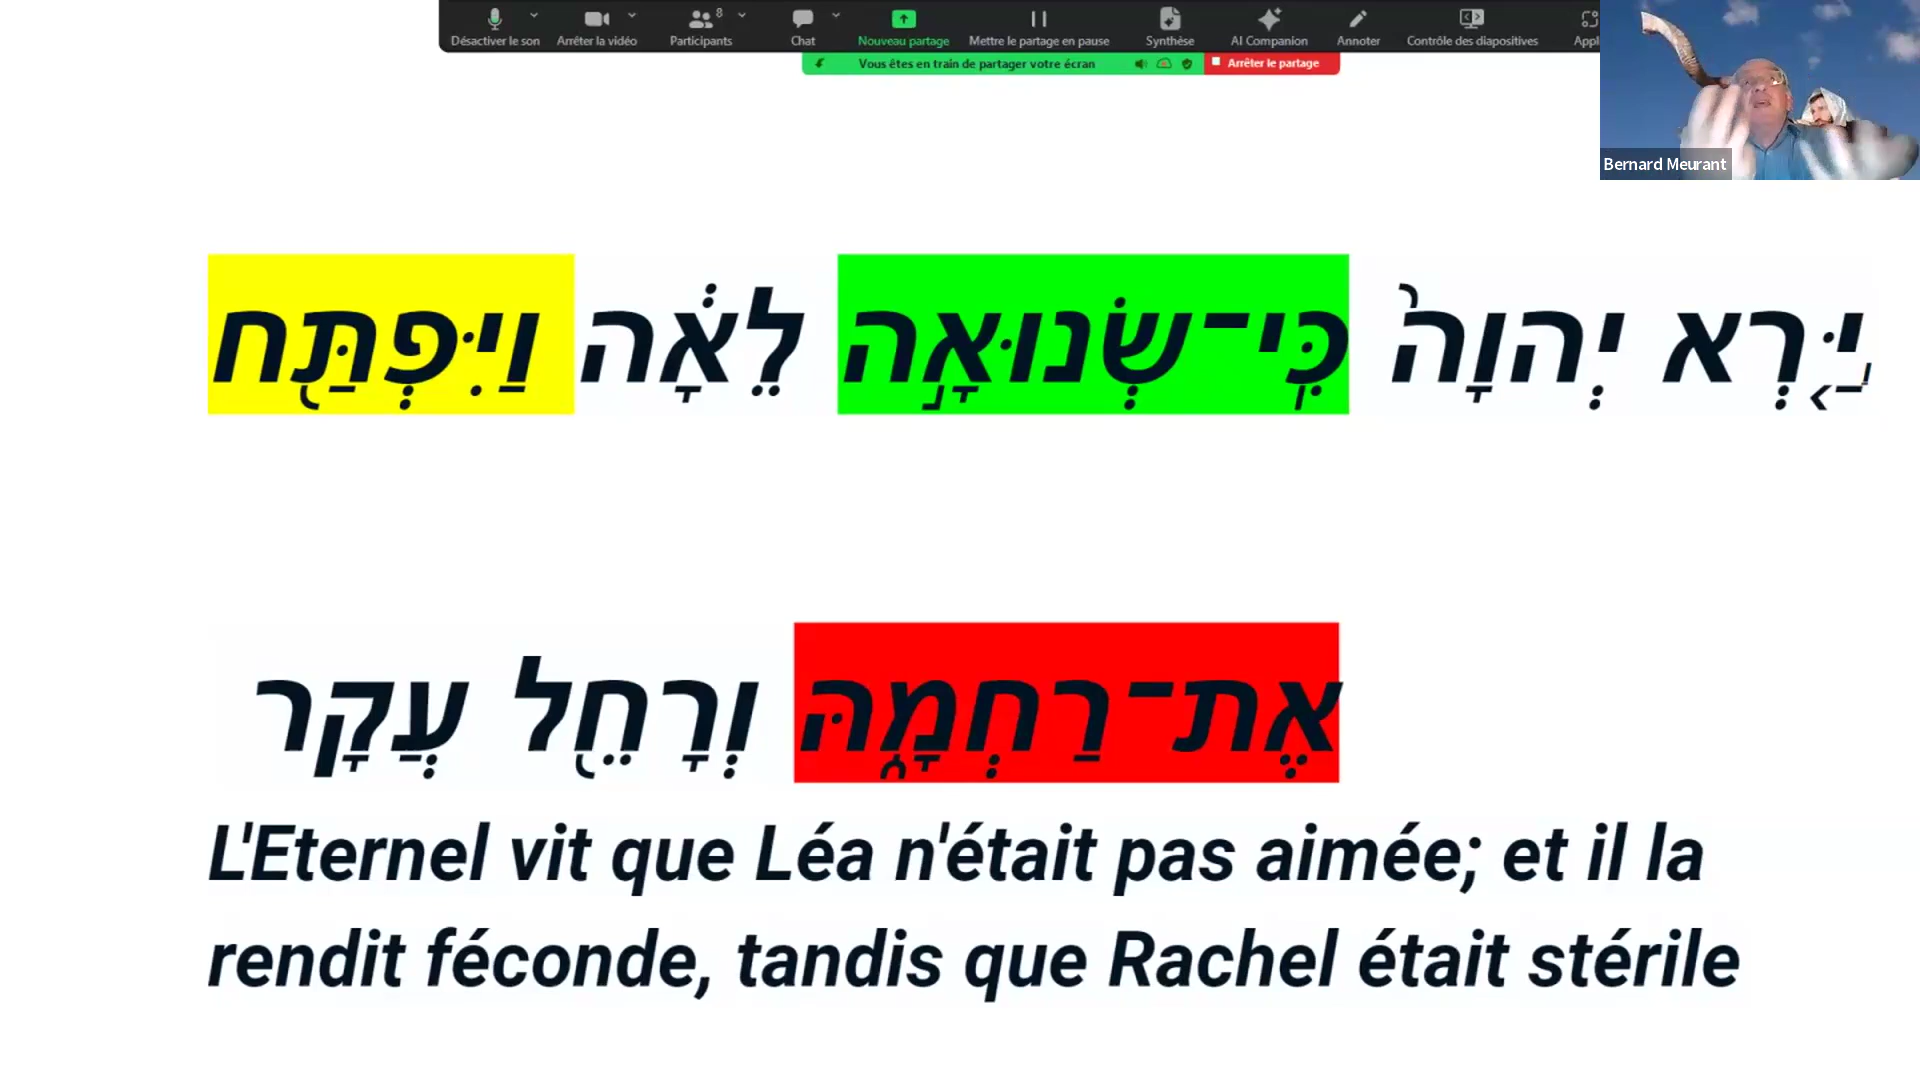 Désactiver le son Arrêter la vidéo Participants 8 Chat Nouveau partage Mettre le partage en pause Synthèse AI Companion Annoter Contrôle des diapositives Appl
Vous êtes en train de partager votre écran Arrêter le partage
Bernard Meurant
וַיַּ֤רְא יְהוָה֙ כִּֽי־שְׂנוּאָ֣ה לֵאָ֔ה וַיִּפְתַּ֖ח
אֶת־רַחְמָ֑הּ וְרָחֵ֖ל עֲקָר
L'Eternel vit que Léa n'était pas aimée; et il la
rendit féconde, tandis que Rachel était stérile